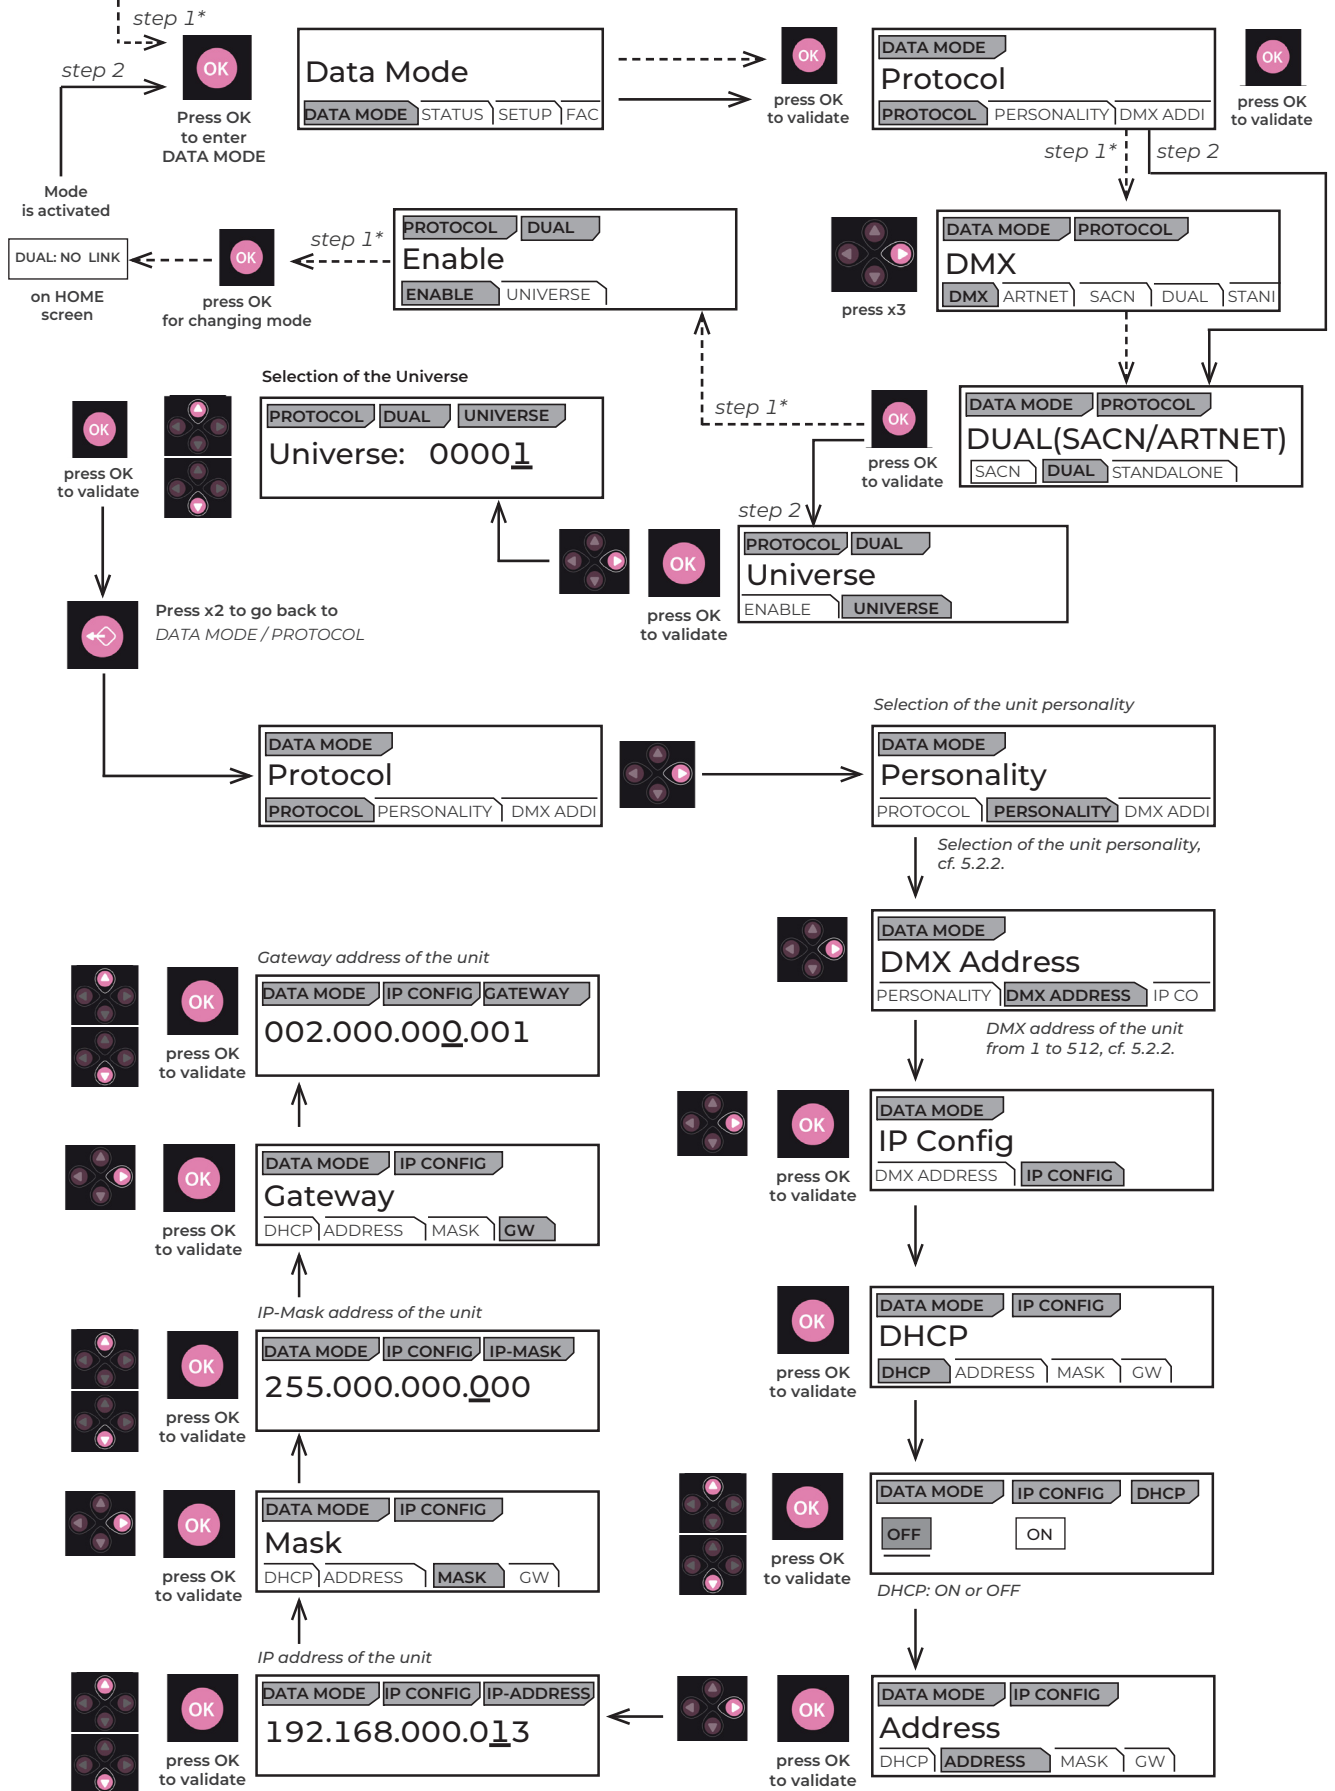 step 1*
step 2
OK
Press OK
to enter
DATA MODE
Data Mode
DATA MODE STATUS SETUP FAC
OK
press OK
to validate
DATA MODE
Protocol
PROTOCOL PERSONALITY DMX ADDI
OK
press OK
to validate
step 1* step 2
Mode
is activated
DUAL: NO LINK
on HOME
screen
OK
press OK
for changing mode
step 1*
PROTOCOL DUAL
Enable
ENABLE UNIVERSE
press x3
DATA MODE PROTOCOL
DMX
DMX ARTNET SACN DUAL STANI
DATA MODE PROTOCOL
DUAL(SACN/ARTNET)
SACN DUAL STANDALONE
step 1*
OK
press OK
to validate
step 2
Selection of the Universe
OK
press OK
to validate
PROTOCOL DUAL UNIVERSE
Universe: 00001
OK
press OK
to validate
PROTOCOL DUAL
Universe
ENABLE UNIVERSE
Press x2 to go back to
DATA MODE / PROTOCOL
DATA MODE
Protocol
PROTOCOL PERSONALITY DMX ADDI
Selection of the unit personality
DATA MODE
Personality
PROTOCOL PERSONALITY DMX ADDI
Selection of the unit personality,
cf. 5.2.2.
DATA MODE
DMX Address
PERSONALITY DMX ADDRESS IP CO
DMX address of the unit
from 1 to 512, cf. 5.2.2.
OK
press OK
to validate
DATA MODE
IP Config
DMX ADDRESS IP CONFIG
OK
press OK
to validate
DATA MODE IP CONFIG
DHCP
DHCP ADDRESS MASK GW
OK
press OK
to validate
DATA MODE IP CONFIG DHCP
OFF ON
DHCP: ON or OFF
OK
press OK
to validate
DATA MODE IP CONFIG
Address
DHCP ADDRESS MASK GW
IP address of the unit
OK
press OK
to validate
DATA MODE IP CONFIG IP-ADDRESS
192.168.000.013
OK
press OK
to validate
DATA MODE IP CONFIG
Mask
DHCP ADDRESS MASK GW
IP-Mask address of the unit
OK
press OK
to validate
DATA MODE IP CONFIG IP-MASK
255.000.000.000
OK
press OK
to validate
DATA MODE IP CONFIG
Gateway
DHCP ADDRESS MASK GW
Gateway address of the unit
OK
press OK
to validate
DATA MODE IP CONFIG GATEWAY
002.000.000.001